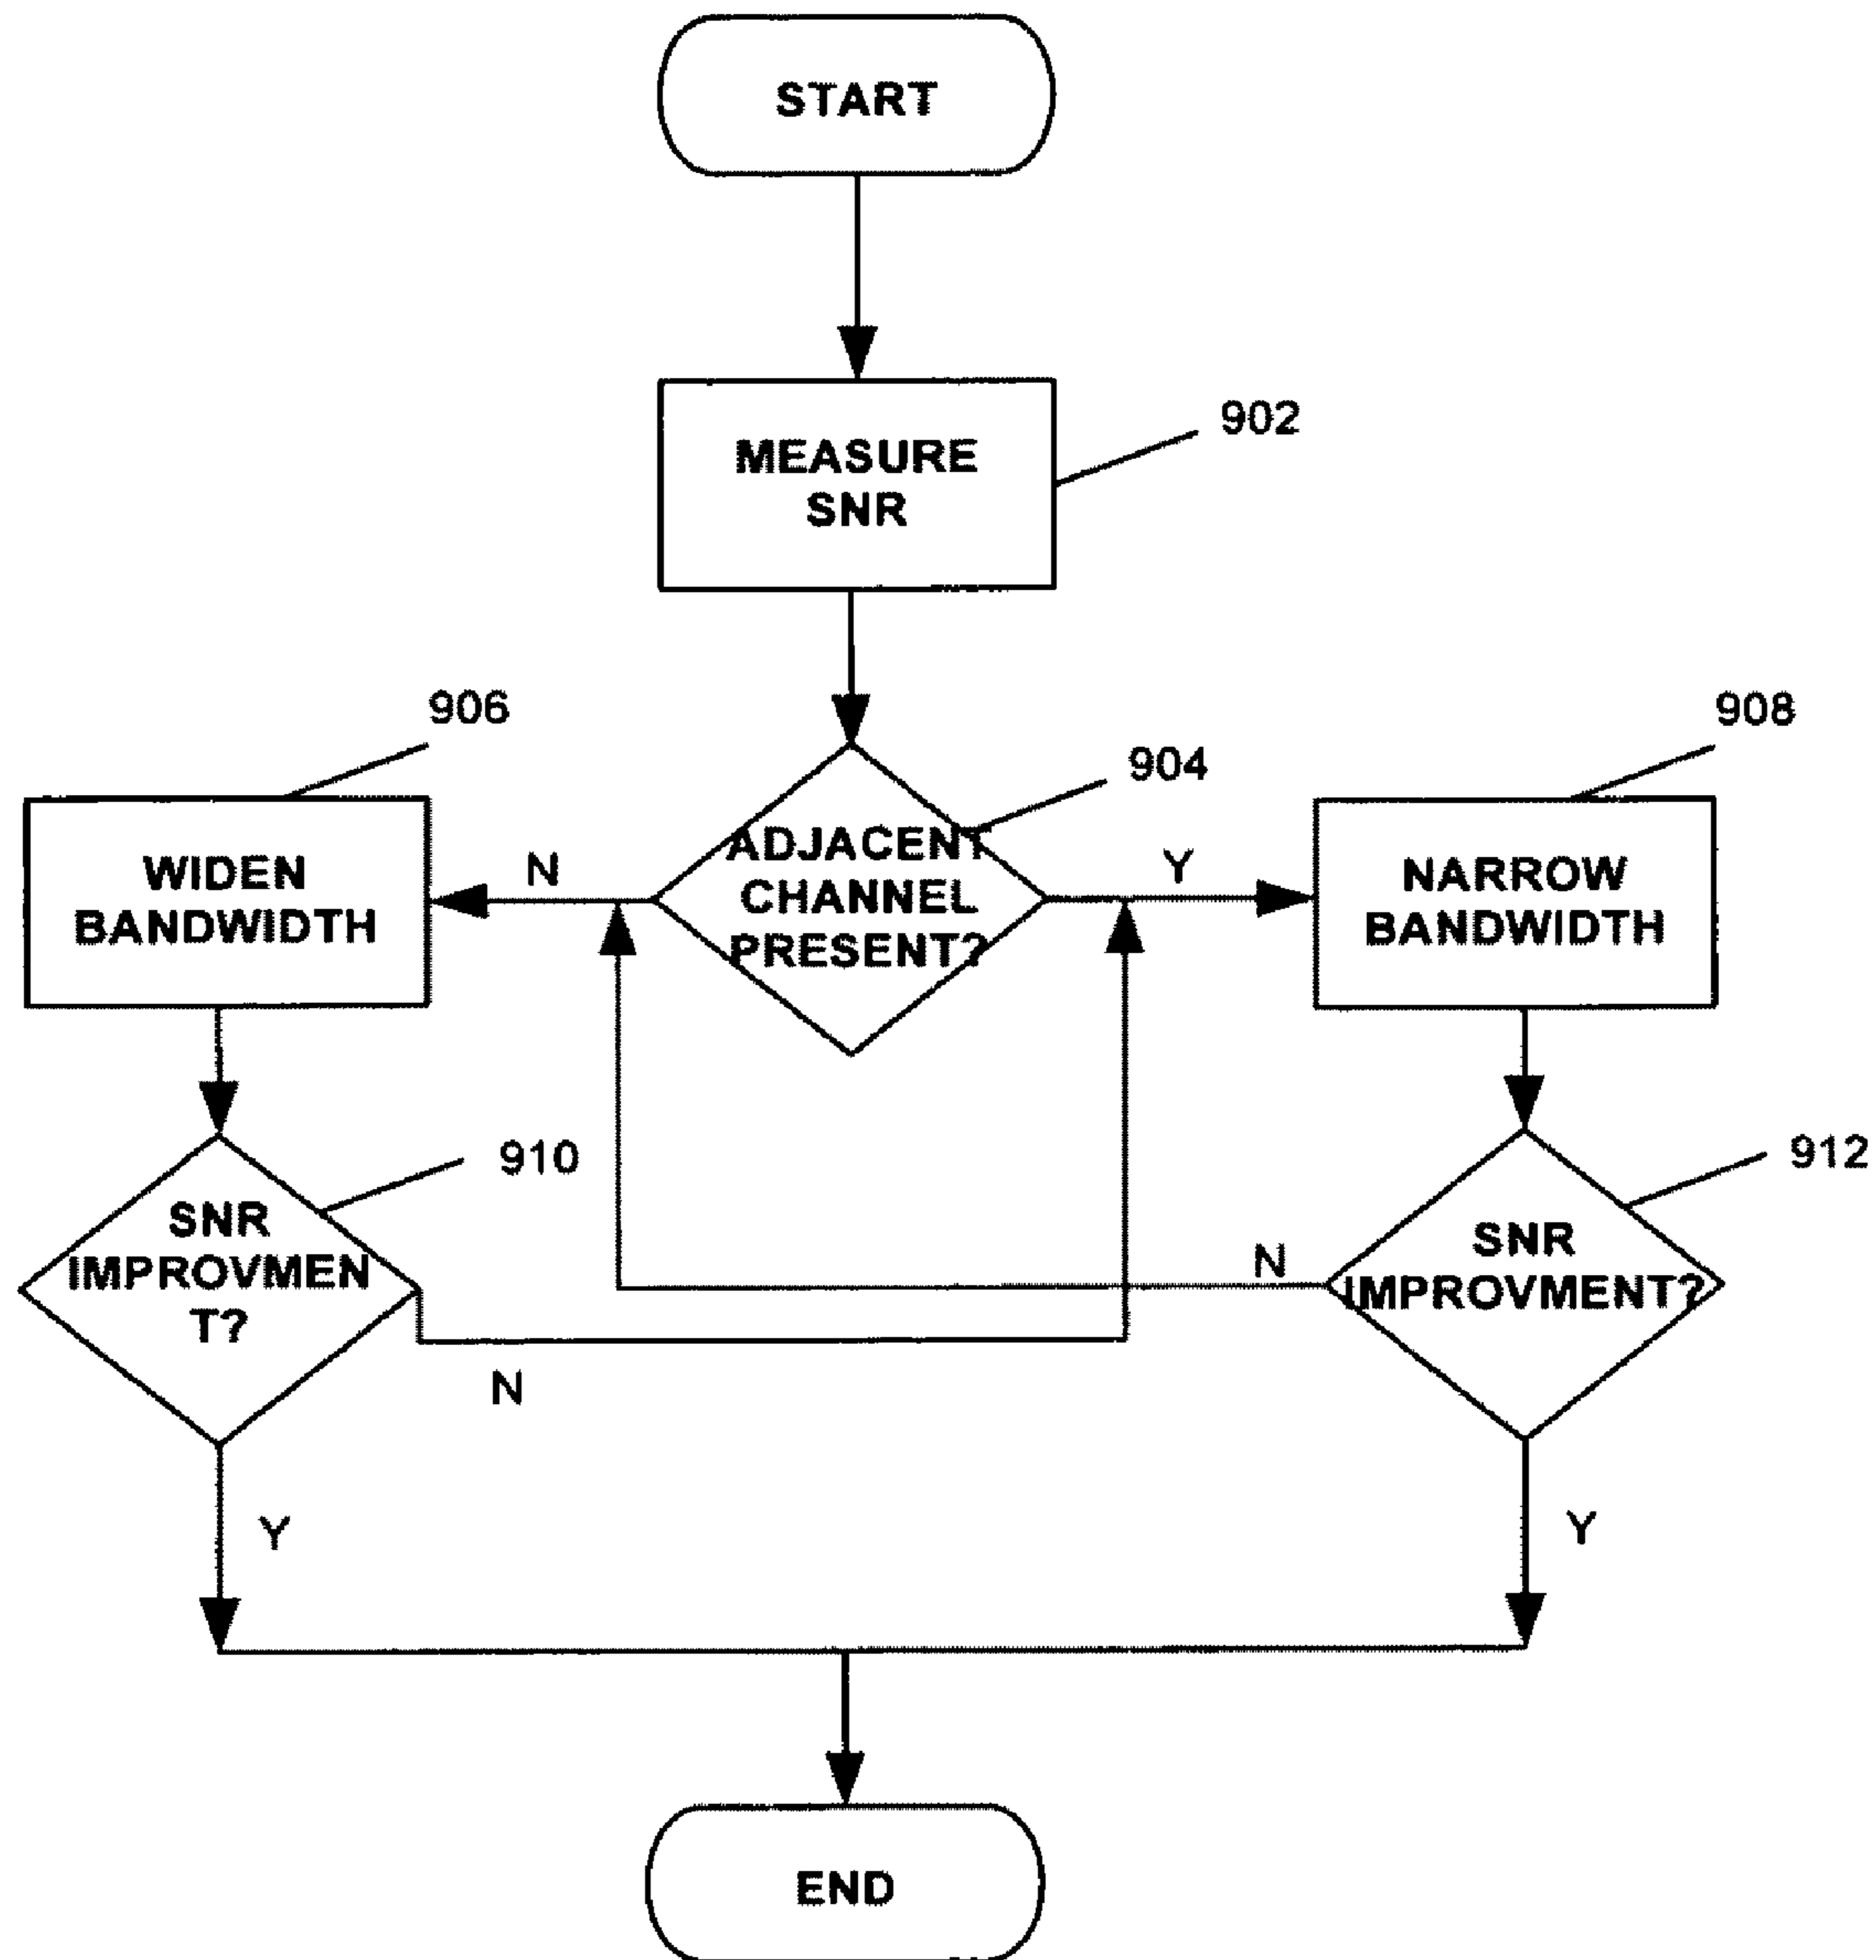 START
MEASURE
SNR
902
906
908
904
WIDEN
BANDWIDTH
N
ADJACENT
CHANNEL
PRESENT?
Y
NARROW
BANDWIDTH
910
912
SNR
IMPROVMEN
T?
N
SNR
IMPROVMENT?
N
Y
Y
END